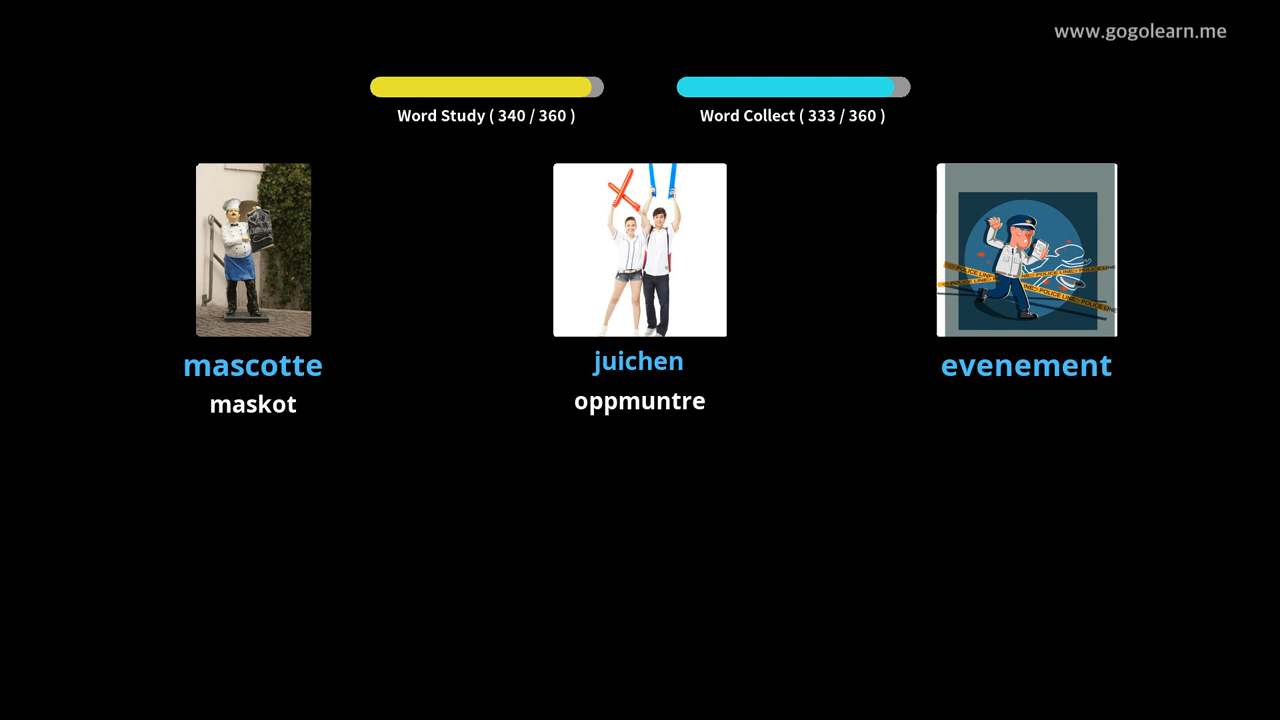 www.gogolearn.me
Word Study ( 340 / 360 )
Word Collect ( 333 / 360 )
mascotte
juichen
evenement
maskot
oppmuntre